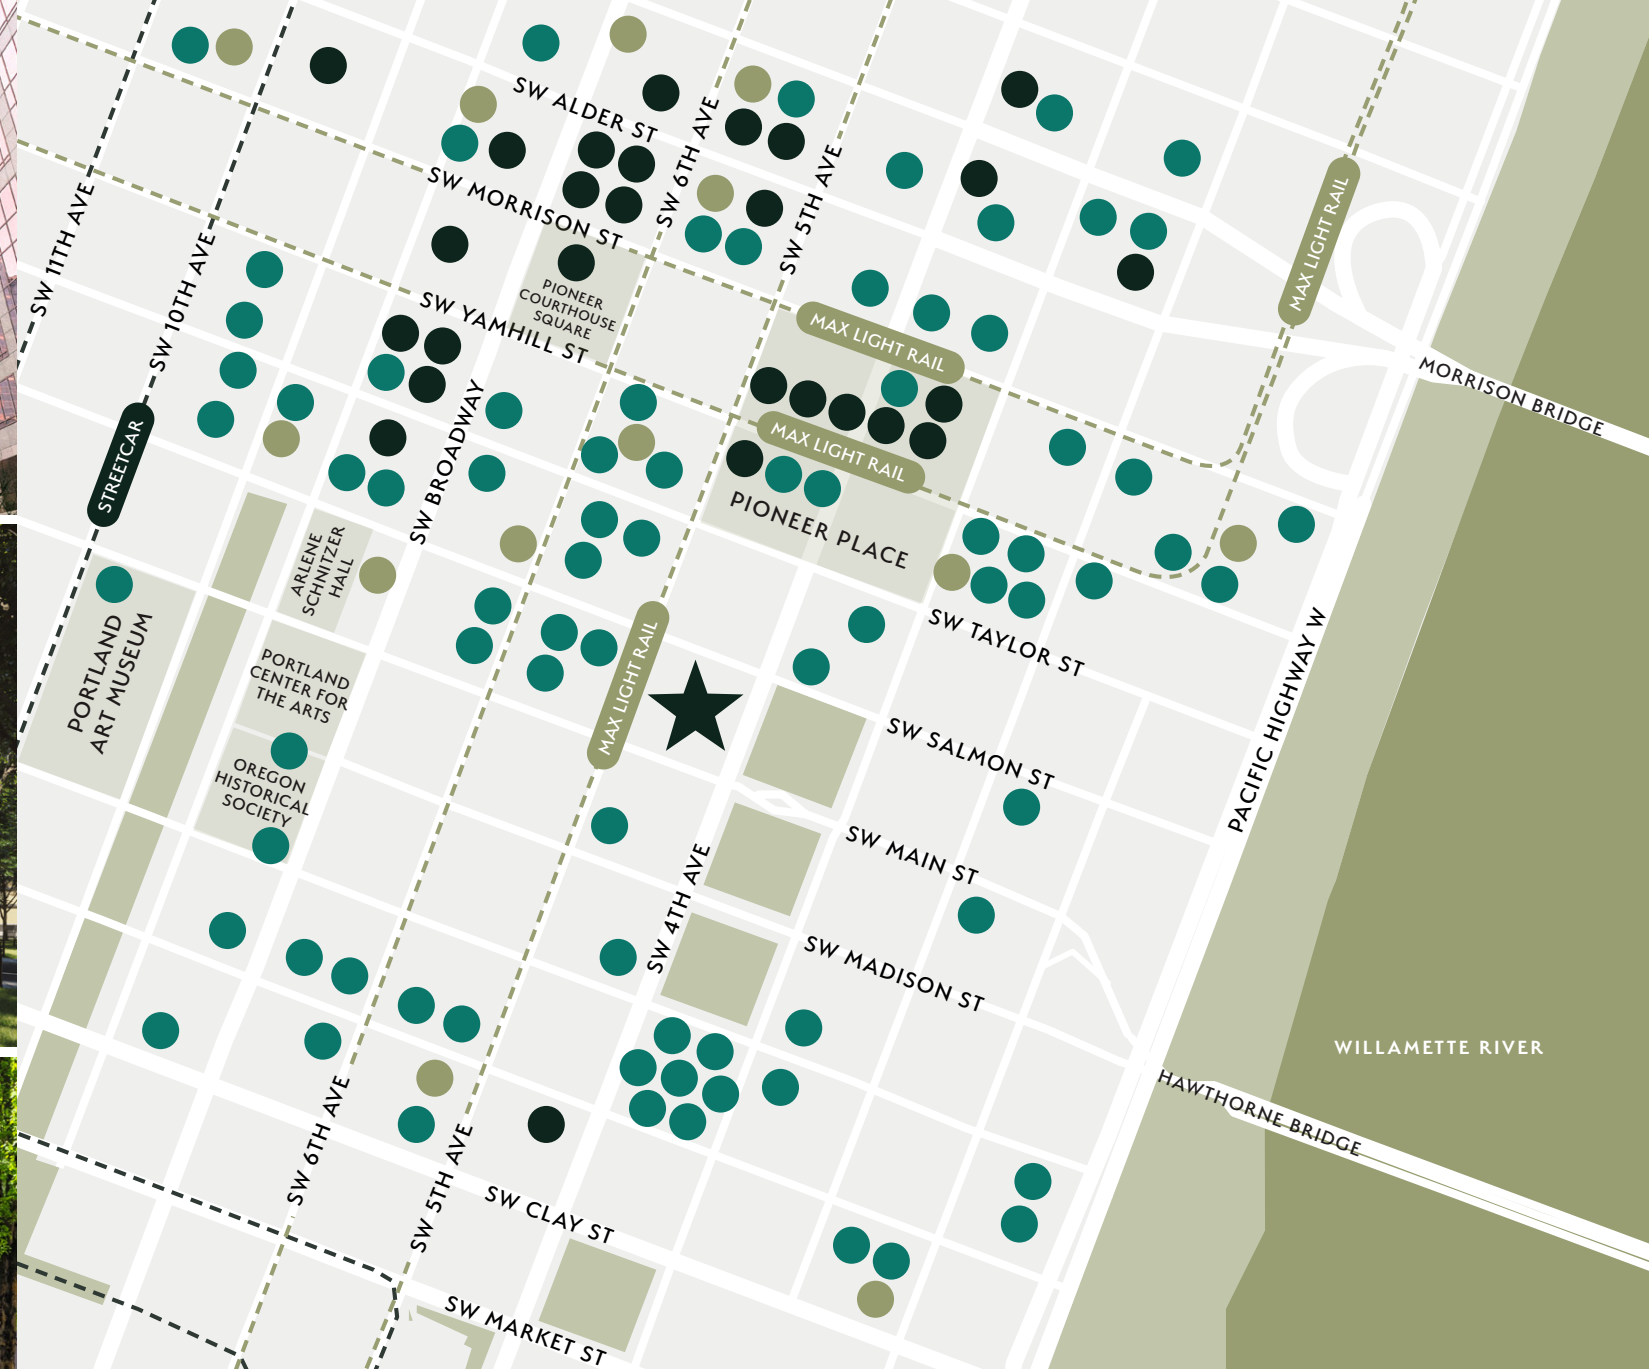 SW ALDER ST
SW 6TH AVE
SW 5TH AVE
SW MORRISON ST
SW 11TH AVE
SW 10TH AVE
MAX LIGHT RAIL
PIONEER
COURTHOUSE
SQUARE
SW YAMHILL ST
MAX LIGHT RAIL
MORRISON BRIDGE
STREETCAR
SW BROADWAY
MAX LIGHT RAIL
PIONEER PLACE
ARLENE
SCHNITZER
HALL
PORTLAND
ART MUSEUM
PORTLAND
CENTER FOR
THE ARTS
MAX LIGHT RAIL
SW TAYLOR ST
PACIFIC HIGHWAY W
SW SALMON ST
OREGON
HISTORICAL
SOCIETY
SW MAIN ST
SW 4TH AVE
SW MADISON ST
WILLAMETTE RIVER
HAWTHORNE BRIDGE
SW 6TH AVE
SW 5TH AVE
SW CLAY ST
SW MARKET ST